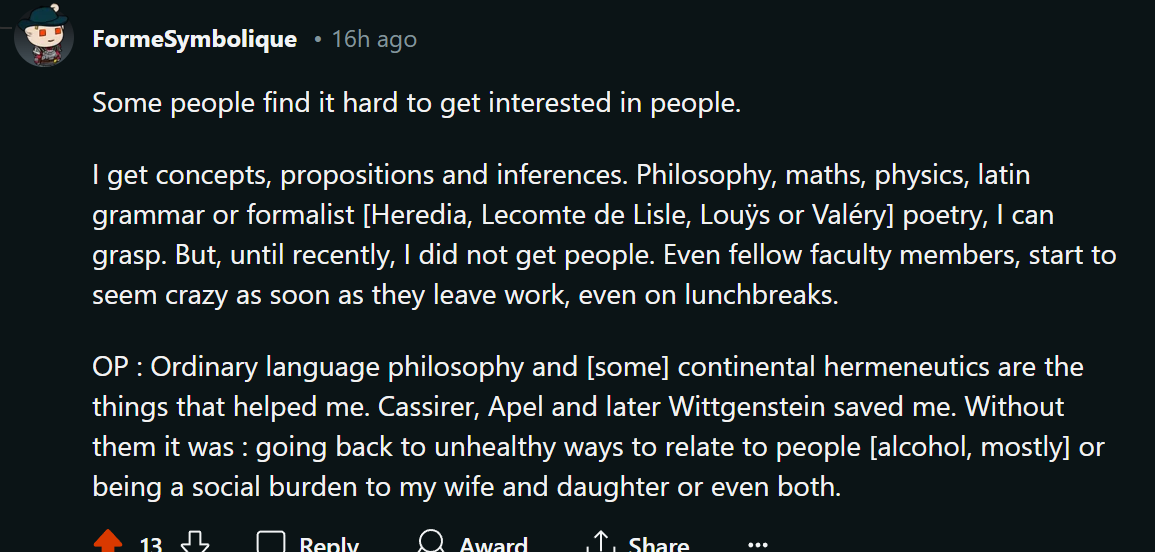 FormeSymbolique • 16h ago
Some people find it hard to get interested in people.
I get concepts, propositions and inferences. Philosophy, maths, physics, latin
grammar or formalist [Heredia, Lecomte de Lisle, Louÿs or Valéry] poetry, I can
grasp. But, until recently, I did not get people. Even fellow faculty members, start to
seem crazy as soon as they leave work, even on lunchbreaks.
OP : Ordinary language philosophy and [some] continental hermeneutics are the
things that helped me. Cassirer, Apel and later Wittgenstein saved me. Without
them it was : going back to unhealthy ways to relate to people [alcohol, mostly] or
being a social burden to my wife and daughter or even both.
13 Reply Award Share ...